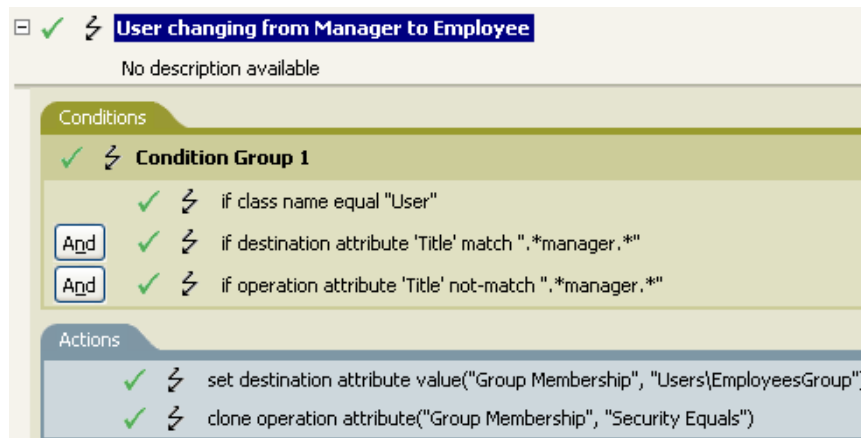 User changing from Manager to Employee
No description available
Conditions
Condition Group 1
if class name equal "User"
And if destination attribute 'Title' match ".*manager.*"
And if operation attribute 'Title' not-match ".*manager.*"
Actions
set destination attribute value("Group Membership", "Users\EmployeesGroup")
clone operation attribute("Group Membership", "Security Equals")